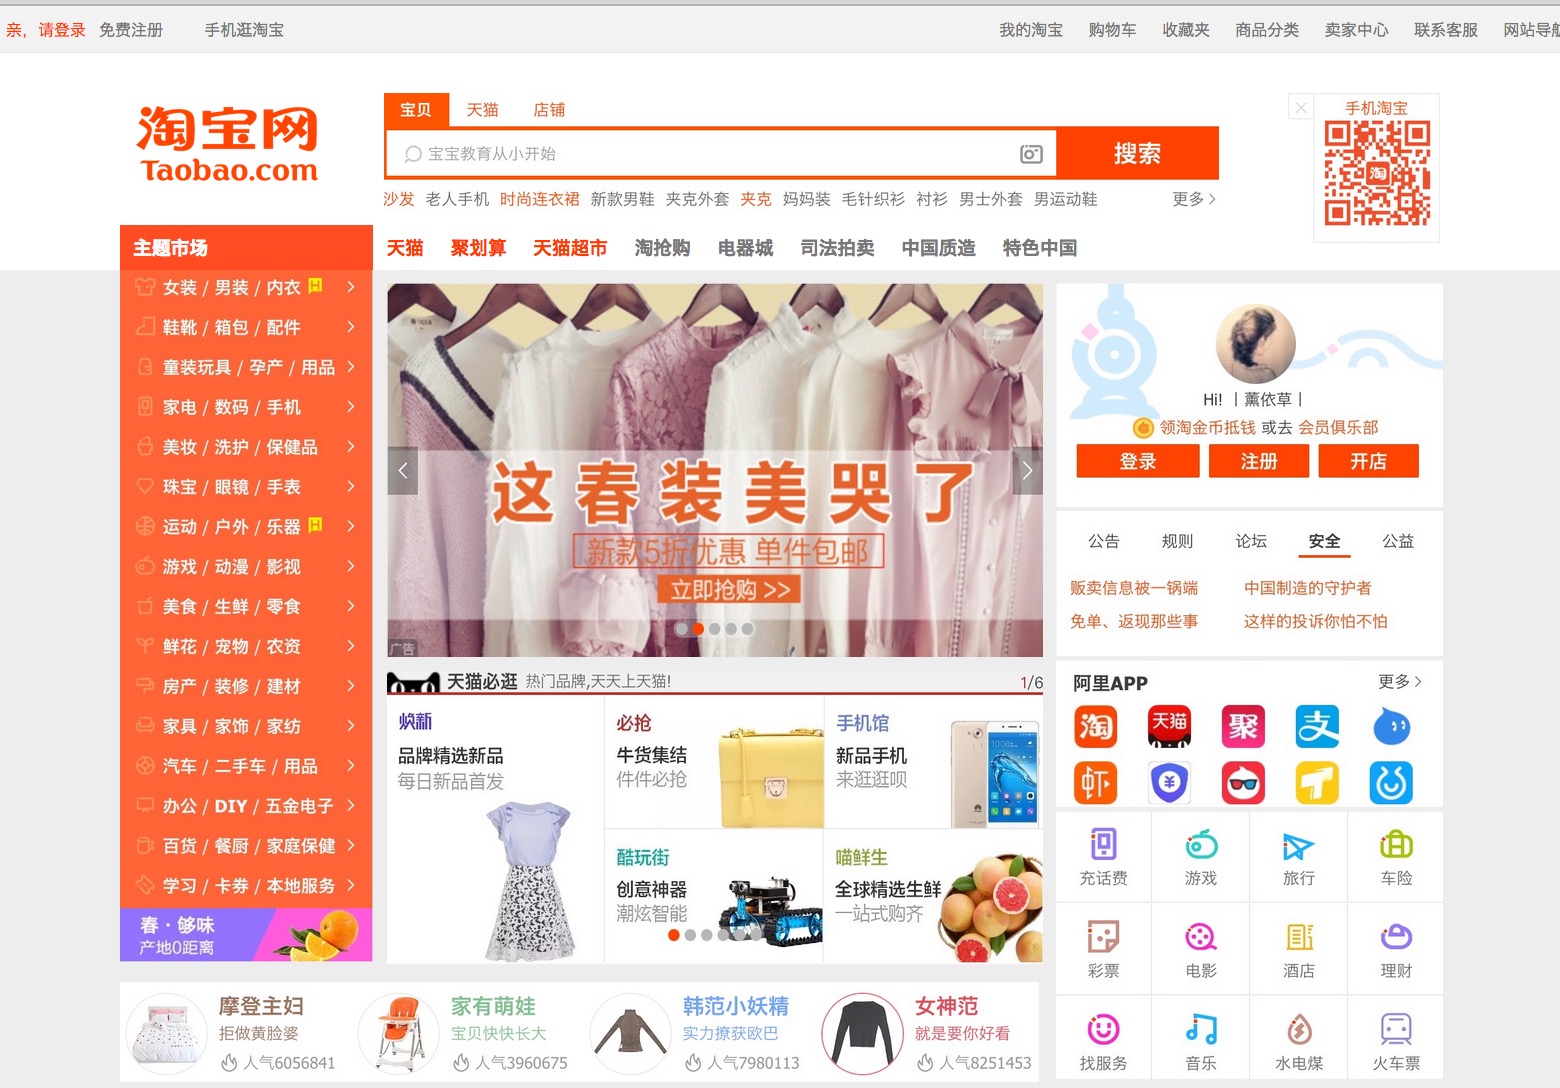 亲，请登录 免费注册 手机逛淘宝 我的淘宝 购物车 收藏夹 商品分类 卖家中心 联系客服 网站导航
淘宝网
Taobao.com
宝贝 天猫 店铺
宝宝教育从小开始 搜索
沙发 老人手机 时尚连衣裙 新款男鞋 夹克外套 夹克 妈妈装 毛针织衫 衬衫 男士外套 男运动鞋 更多
手机淘宝
淘
主题市场 天猫 聚划算 天猫超市 淘抢购 电器城 司法拍卖 中国质造 特色中国
女装 / 男装 / 内衣 H
鞋靴 / 箱包 / 配件
童装玩具 / 孕产 / 用品
家电 / 数码 / 手机
美妆 / 洗护 / 保健品
珠宝 / 眼镜 / 手表
运动 / 户外 / 乐器 H
游戏 / 动漫 / 影视
美食 / 生鲜 / 零食
鲜花 / 宠物 / 农资
房产 / 装修 / 建材
家具 / 家饰 / 家纺
汽车 / 二手车 / 用品
办公 / DIY / 五金电子
百货 / 餐厨 / 家庭保健
学习 / 卡券 / 本地服务
春·够味
产地0距离
这春装美哭了
新款5折优惠 单件包邮
立即抢购 >>
广告
Hi! 丨薰依草丨
领淘金币抵钱 或去 会员俱乐部
登录 注册 开店
公告 规则 论坛 安全 公益
贩卖信息被一锅端 中国制造的守护者
免单、返现那些事 这样的投诉你怕不怕
天猫必逛 热门品牌,天天上天猫! 1/6
焕新
品牌精选新品
每日新品首发
必抢
牛货集结
件件必抢
手机馆
新品手机
来逛逛呗
酷玩街
创意神器
潮炫智能
喵鲜生
全球精选生鲜
一站式购齐
阿里APP 更多
淘 天猫 聚 支
虾 ¥
充话费 游戏 旅行 车险
彩票 电影 酒店 理财
找服务 音乐 水电煤 火车票
摩登主妇
拒做黄脸婆
人气6056841
家有萌娃
宝贝快快长大
人气3960675
韩范小妖精
实力撩获欧巴
人气7980113
女神范
就是要你好看
人气8251453